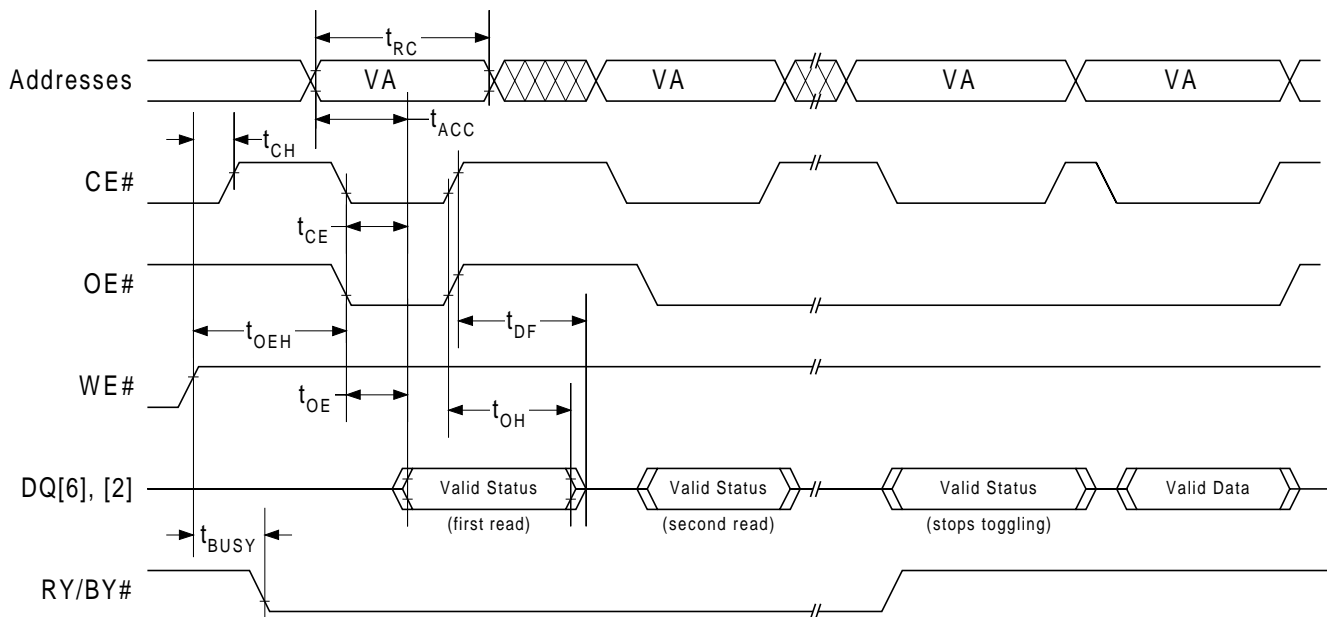 t_RC
Addresses VA VA VA VA
t_ACC
t_CH
CE#
t_CE
OE#
t_OEH t_DF
WE#
t_OE t_OH
DQ[6], [2] Valid Status Valid Status Valid Status Valid Data
(first read) (second read) (stops toggling)
t_BUSY
RY/BY#